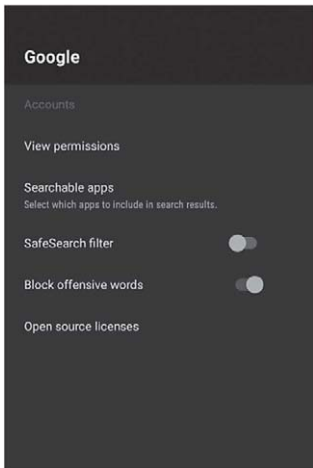 Google
Accounts
View permissions
Searchable apps
Select which apps to include in search results.
SafeSearch filter
Block offensive words
Open source licenses